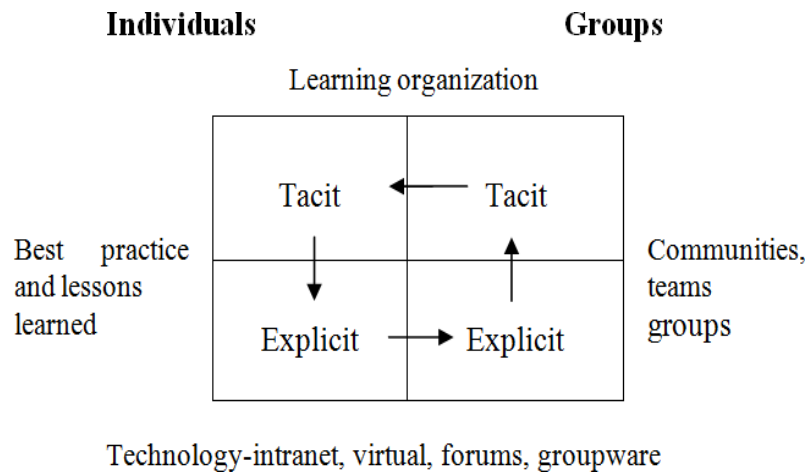 Individuals
Groups
Learning organization
Tacit
Tacit
Best practice
and lessons
learned
Communities,
teams
groups
Explicit
Explicit
Technology-intranet, virtual, forums, groupware